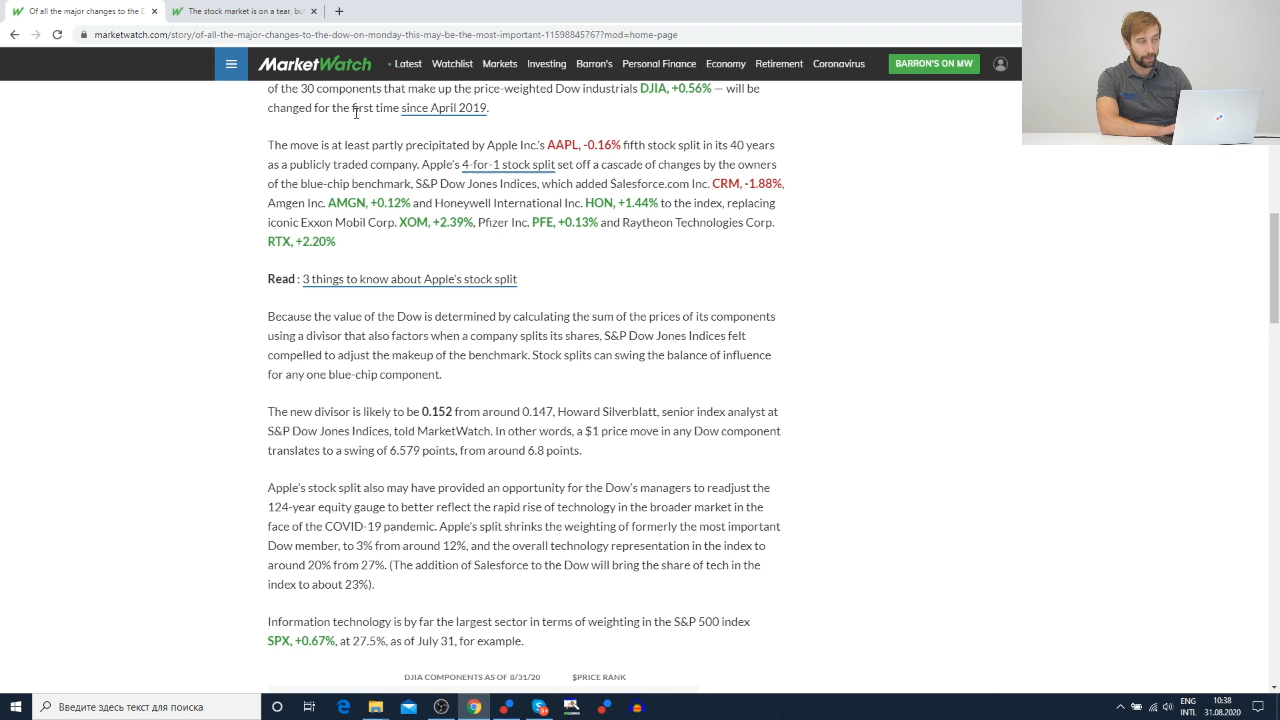 Of all the major changes to the D
The stock market is on a tear, bu
marketwatch.com/story/of-all-the-major-changes-to-the-dow-on-monday-this-may-be-the-most-important-11598845767?mod=home-page
MarketWatch
Latest Watchlist Markets Investing Barron's Personal Finance Economy Retirement Coronavirus
BARRON'S ON MW
of the 30 components that make up the price-weighted Dow industrials DJIA, +0.56% — will be
changed for the first time since April 2019.
The move is at least partly precipitated by Apple Inc.'s AAPL, -0.16% fifth stock split in its 40 years
as a publicly traded company. Apple's 4-for-1 stock split set off a cascade of changes by the owners
of the blue-chip benchmark, S&P Dow Jones Indices, which added Salesforce.com Inc. CRM, -1.88%,
Amgen Inc. AMGN, +0.12% and Honeywell International Inc. HON, +1.44% to the index, replacing
iconic Exxon Mobil Corp. XOM, +2.39%, Pfizer Inc. PFE, +0.13% and Raytheon Technologies Corp.
RTX, +2.20%
Read : 3 things to know about Apple's stock split
Because the value of the Dow is determined by calculating the sum of the prices of its components
using a divisor that also factors when a company splits its shares, S&P Dow Jones Indices felt
compelled to adjust the makeup of the benchmark. Stock splits can swing the balance of influence
for any one blue-chip component.
The new divisor is likely to be 0.152 from around 0.147, Howard Silverblatt, senior index analyst at
S&P Dow Jones Indices, told MarketWatch. In other words, a $1 price move in any Dow component
translates to a swing of 6.579 points, from around 6.8 points.
Apple's stock split also may have provided an opportunity for the Dow's managers to readjust the
124-year equity gauge to better reflect the rapid rise of technology in the broader market in the
face of the COVID-19 pandemic. Apple's split shrinks the weighting of formerly the most important
Dow member, to 3% from around 12%, and the overall technology representation in the index to
around 20% from 27%. (The addition of Salesforce to the Dow will bring the share of tech in the
index to about 23%).
Information technology is by far the largest sector in terms of weighting in the S&P 500 index
SPX, +0.67%, at 27.5%, as of July 31, for example.
DJIA COMPONENTS AS OF 8/31/20 $PRICE RANK
Введите здесь текст для поиска
ENG
INTL
10:38
31.08.2020